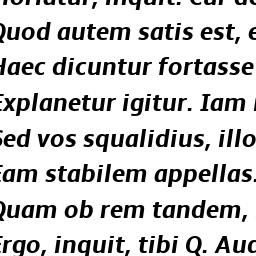 inquit:
Quod autem satis est,
Haec dicuntur fortasse
Explanetur igitur. Iam
Sed vos squalidius, illo
Eam stabilem appellas.
Quam ob rem tandem,
Ergo, inquit, tibi Q.